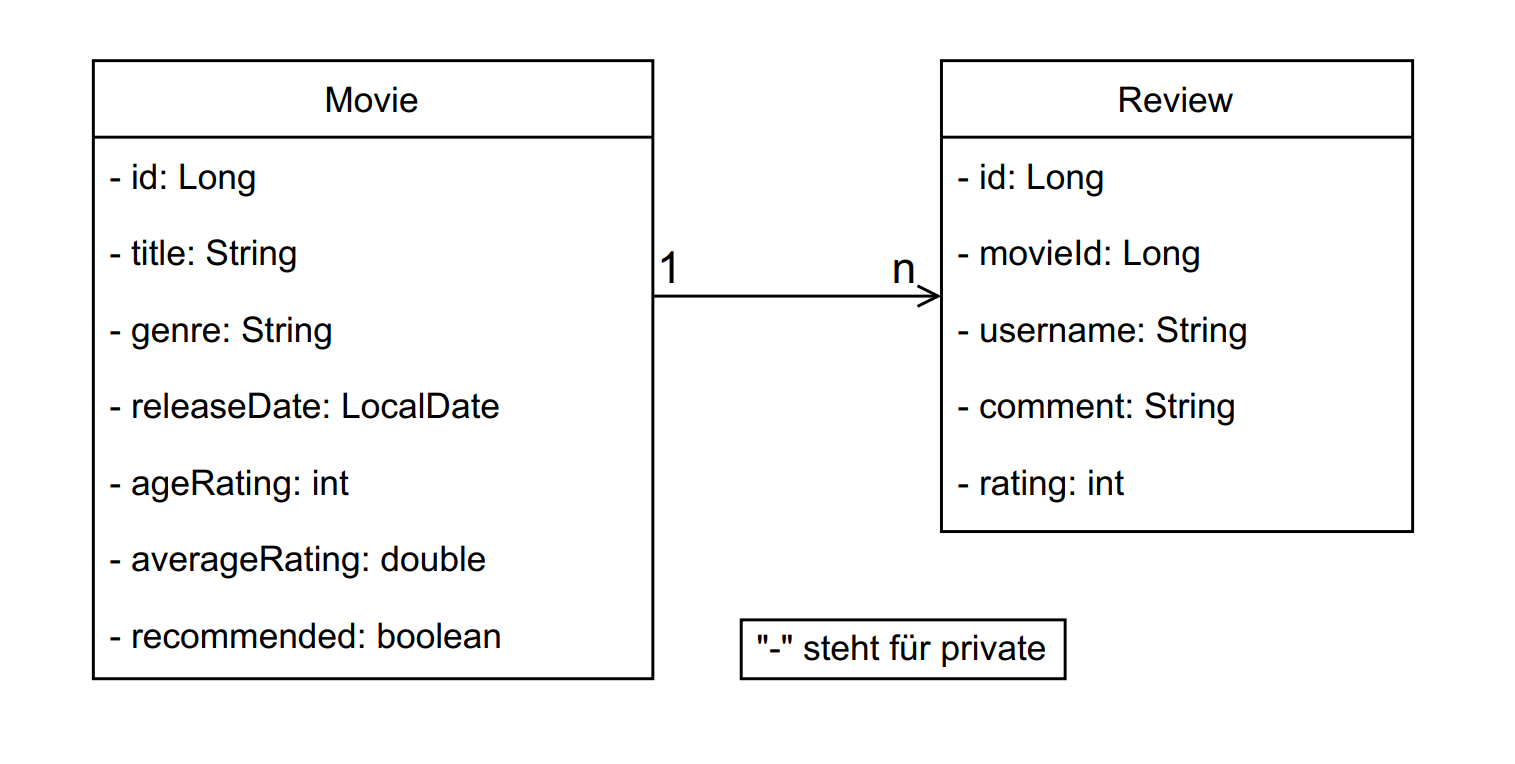 Movie
- id: Long
- title: String
- genre: String
- releaseDate: LocalDate
- ageRating: int
- averageRating: double
- recommended: boolean
1
n
Review
- id: Long
- movieId: Long
- username: String
- comment: String
- rating: int
"-" steht für private